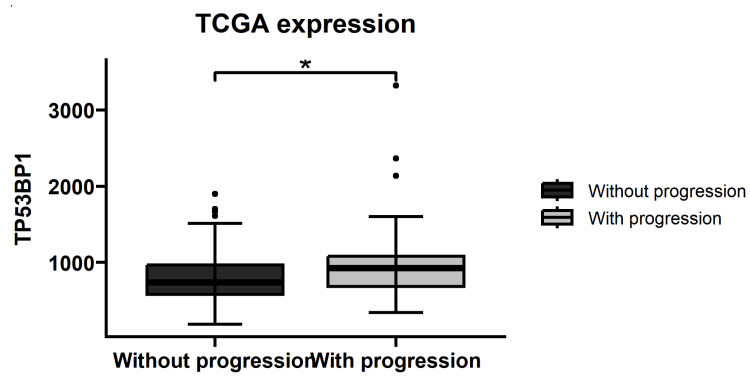 TCGA expression
*
TP53BP1
3000
2000
1000
Without progression
With progression
Without progression
With progression